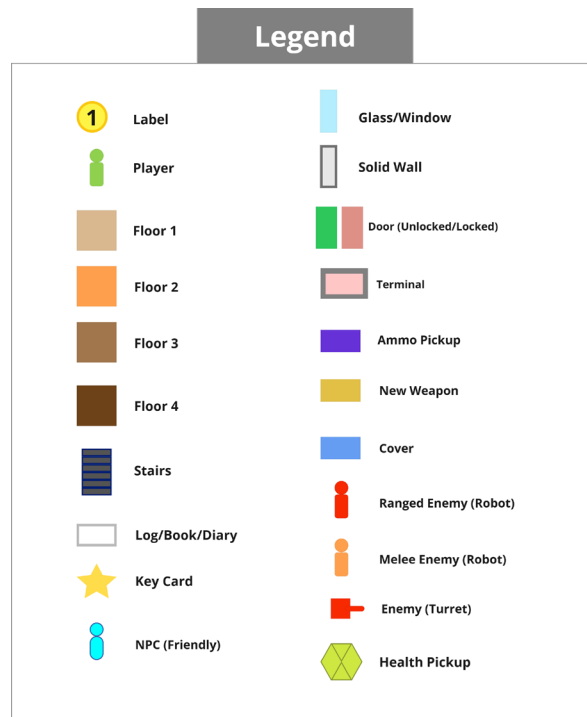 Legend
1
Label
Player
Floor 1
Floor 2
Floor 3
Floor 4
Stairs
Log/Book/Diary
Key Card
NPC (Friendly)
Glass/Window
Solid Wall
Door (Unlocked/Locked)
Terminal
Ammo Pickup
New Weapon
Cover
Ranged Enemy (Robot)
Melee Enemy (Robot)
Enemy (Turret)
Health Pickup